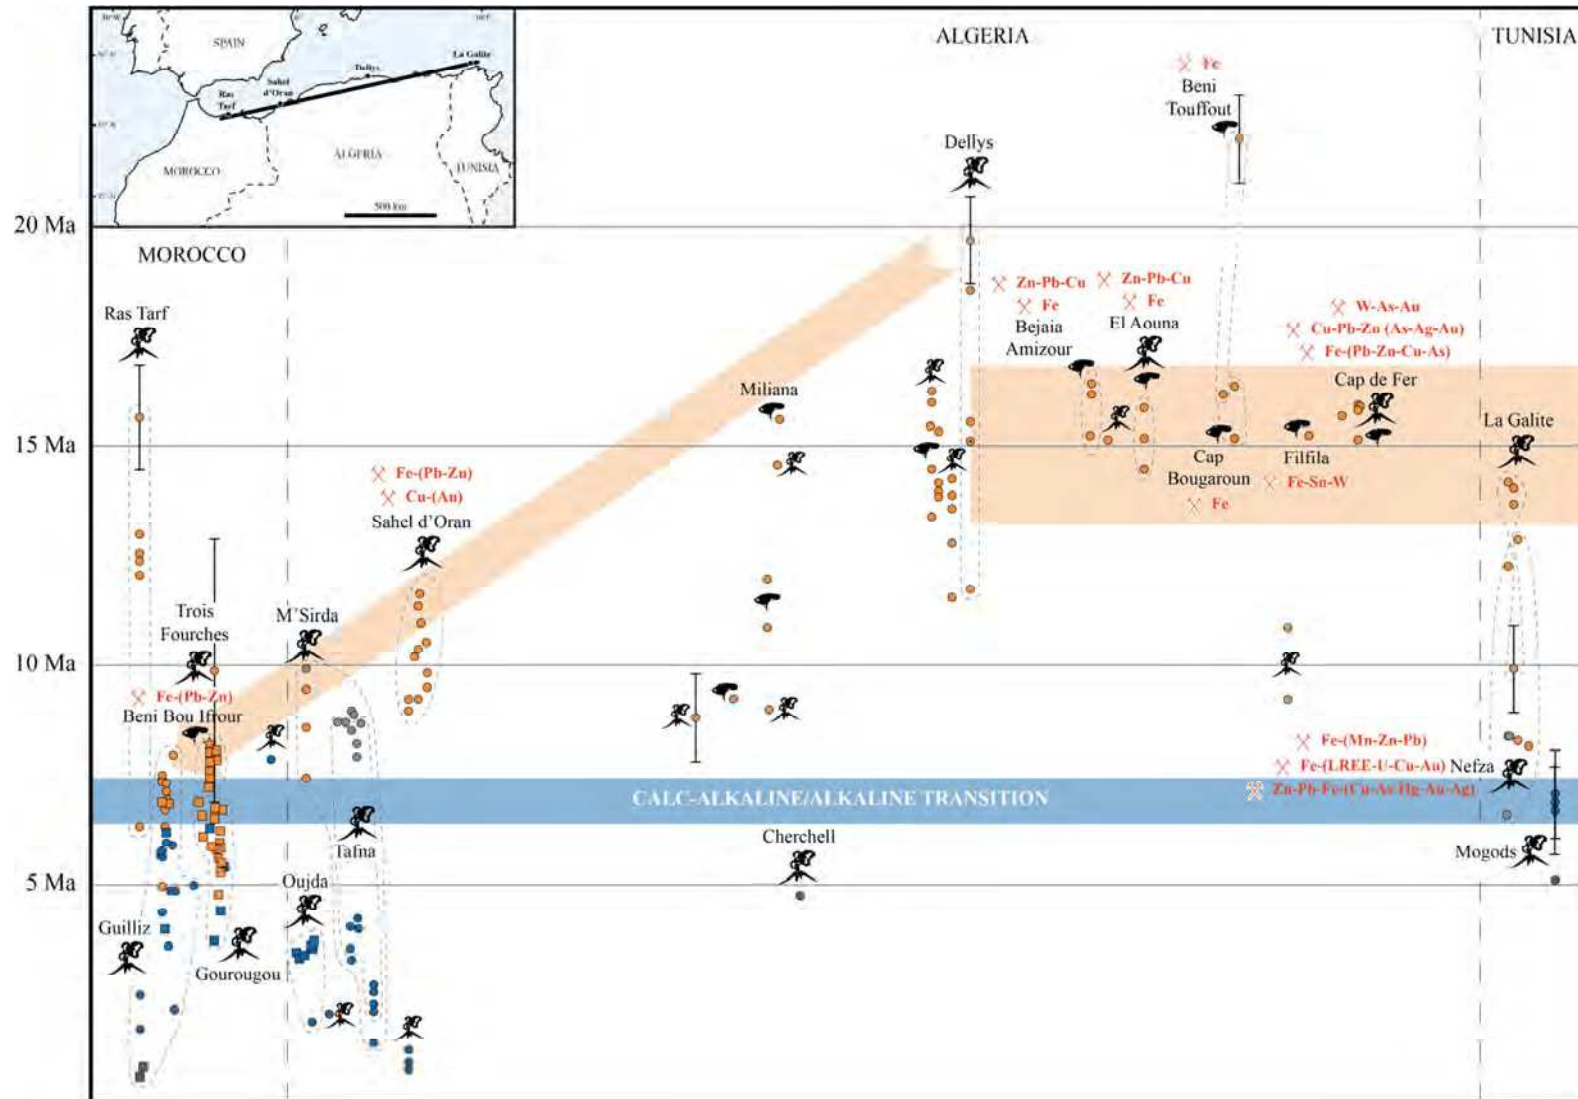 SPAIN
La Galite
Dellys
Sahel
d'Oran
Ras
Tarf
ALGERIA
MOROCCO
TUNISIA
500 km
ALGERIA
TUNISIA
Fe
Beni
Touffout
Dellys
20 Ma
MOROCCO
Zn-Pb-Cu
Zn-Pb-Cu
Fe
Fe
W-As-Au
Ras Tarf
Bejaia
Amizour
El Aouna
Cu-Pb-Zn (As-Ag-Au)
Fe-(Pb-Zn-Cu-As)
Miliana
Cap de Fer
La Galite
15 Ma
Fe-(Pb-Zn)
Cu-(Au)
Sahel d'Oran
Cap
Bougaroun
Filfila
Fe-Sn-W
Fe
Trois
Fourches
M'Sirda
10 Ma
Fe-(Pb-Zn)
Beni Bou Ifrour
Fe-(Mn-Zn-Pb)
Fe-(LREE-U-Cu-Au)
Nefza
Zn-Pb-Fe-(Cu-As-Hg-Au-Ag)
CALC-ALKALINE/ALKALINE TRANSITION
Tafna
Cherchell
Mogods
5 Ma
Oujda
Guilliz
Gourougou